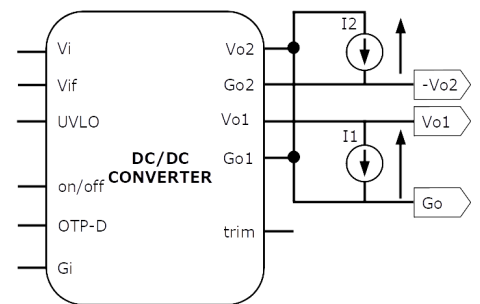 I2
Vi
Vo2
Vif
Go2
-Vo2
UVLO
Vo1
Vo1
I1
DC/DC
CONVERTER
Go1
on/off
Go
OTP-D
trim
Gi